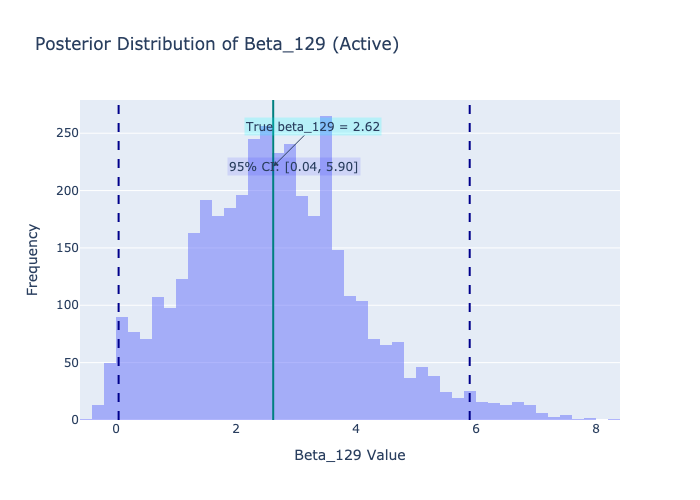 Posterior Distribution of Beta_129 (Active)
True beta_129 = 2.62
95% CI: [0.04, 5.90]
Frequency
250
200
150
100
50
0
0
2
4
6
8
Beta_129 Value